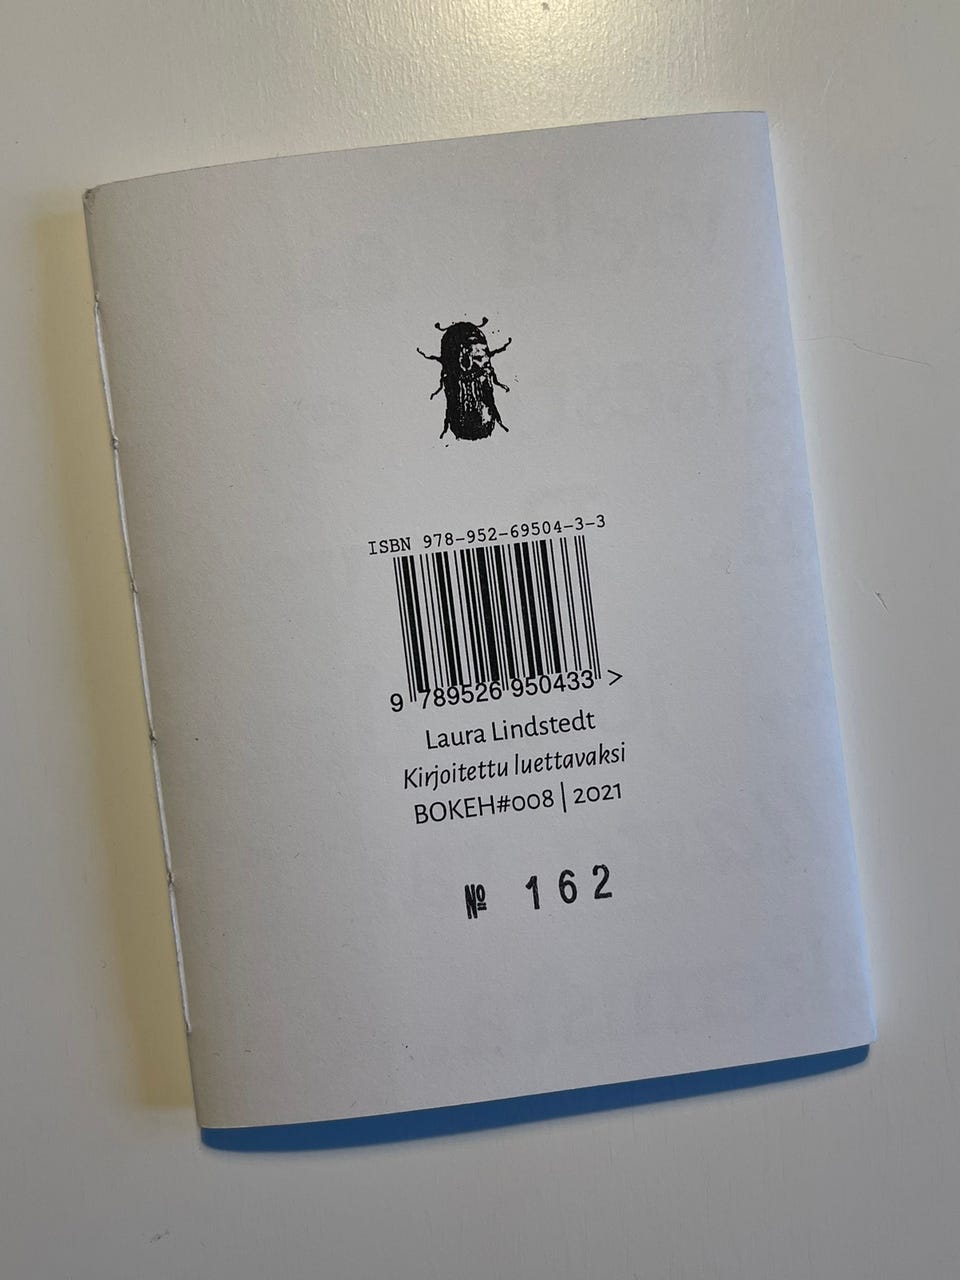 ISBN 978-952-69504-3-3
9 789526 950433 >
Laura Lindstedt
Kirjoitettu luettavaksi
BOKEH#008 | 2021
№ 162